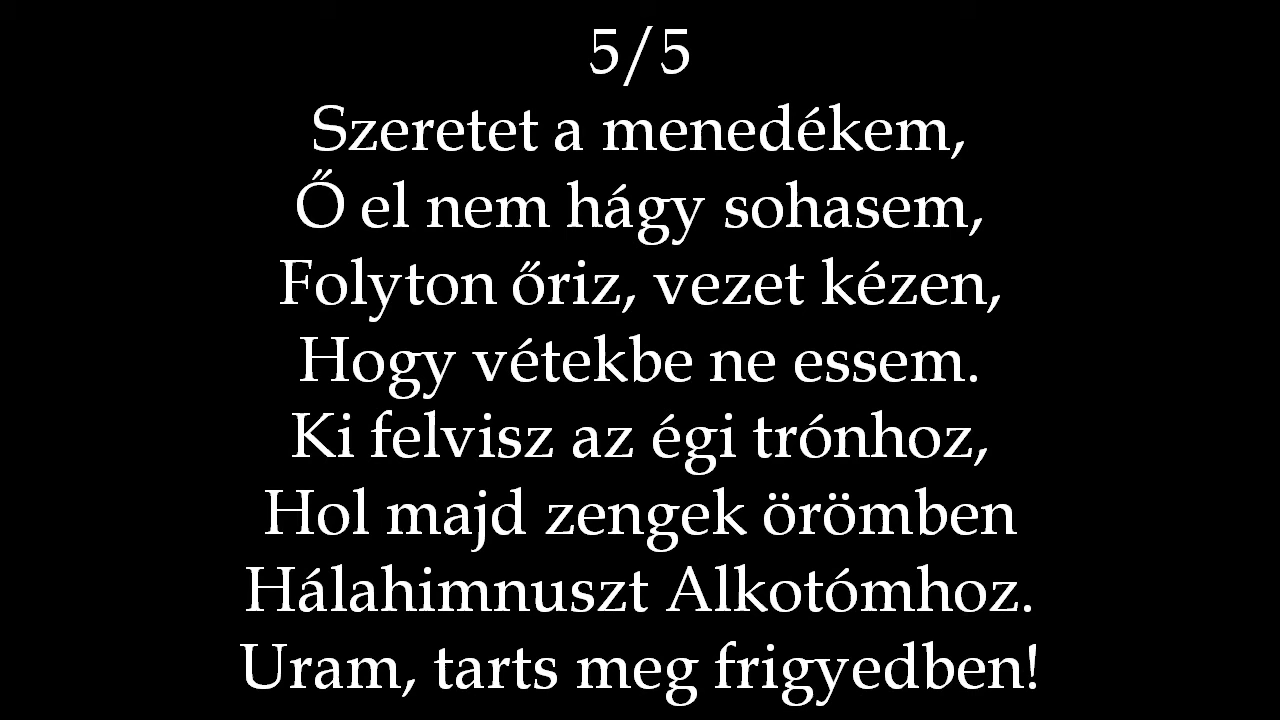 5/5
Szeretet a menedékem,
Ő el nem hágy sohasem,
Folyton őriz, vezet kézen,
Hogy vétekbe ne essem.
Ki felvisz az égi trónhoz,
Hol majd zengek örömben
Hálahimnuszt Alkotómhoz.
Uram, tarts meg frigyedben!